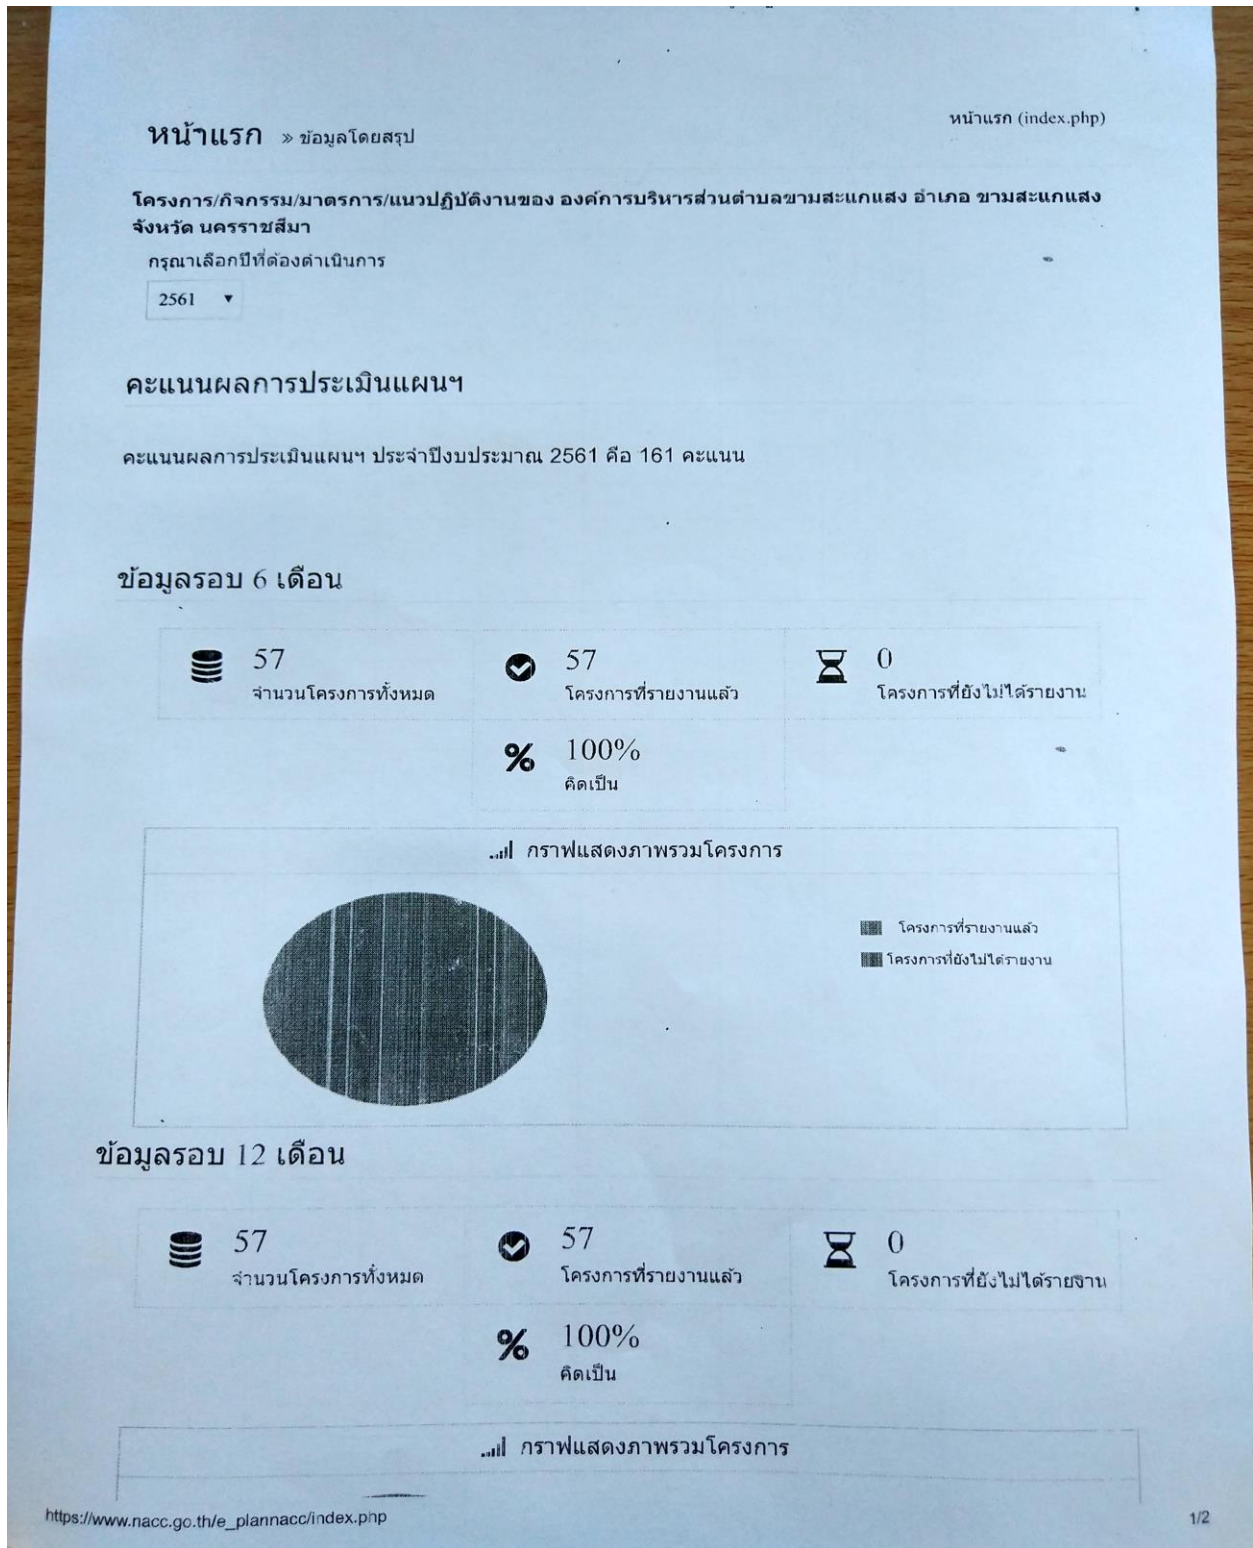 หน้าแรก » ข้อมูลโดยสรุป
หน้าแรก (index.php)
โครงการ/กิจกรรม/มาตรการ/แนวปฏิบัติงานของ องค์การบริหารส่วนตำบลขามสะแกแสง อำเภอ ขามสะแกแสง
จังหวัด นครราชสีมา
กรุณาเลือกปีที่ต้องดำเนินการ
2561 ▼
คะแนนผลการประเมินแผนฯ
คะแนนผลการประเมินแผนฯ ประจำปีงบประมาณ 2561 คือ 161 คะแนน
ข้อมูลรอบ 6 เดือน
57 57 0
จำนวนโครงการทั้งหมด โครงการที่รายงานแล้ว โครงการที่ยังไม่ได้รายงาน
% 100%
คิดเป็น
กราฟแสดงภาพรวมโครงการ
โครงการที่รายงานแล้ว
โครงการที่ยังไม่ได้รายงาน
ข้อมูลรอบ 12 เดือน
57 57 0
จำนวนโครงการทั้งหมด โครงการที่รายงานแล้ว โครงการที่ยังไม่ได้รายงาน
% 100%
คิดเป็น
กราฟแสดงภาพรวมโครงการ
https://www.nacc.go.th/e_plannacc/index.php 1/2